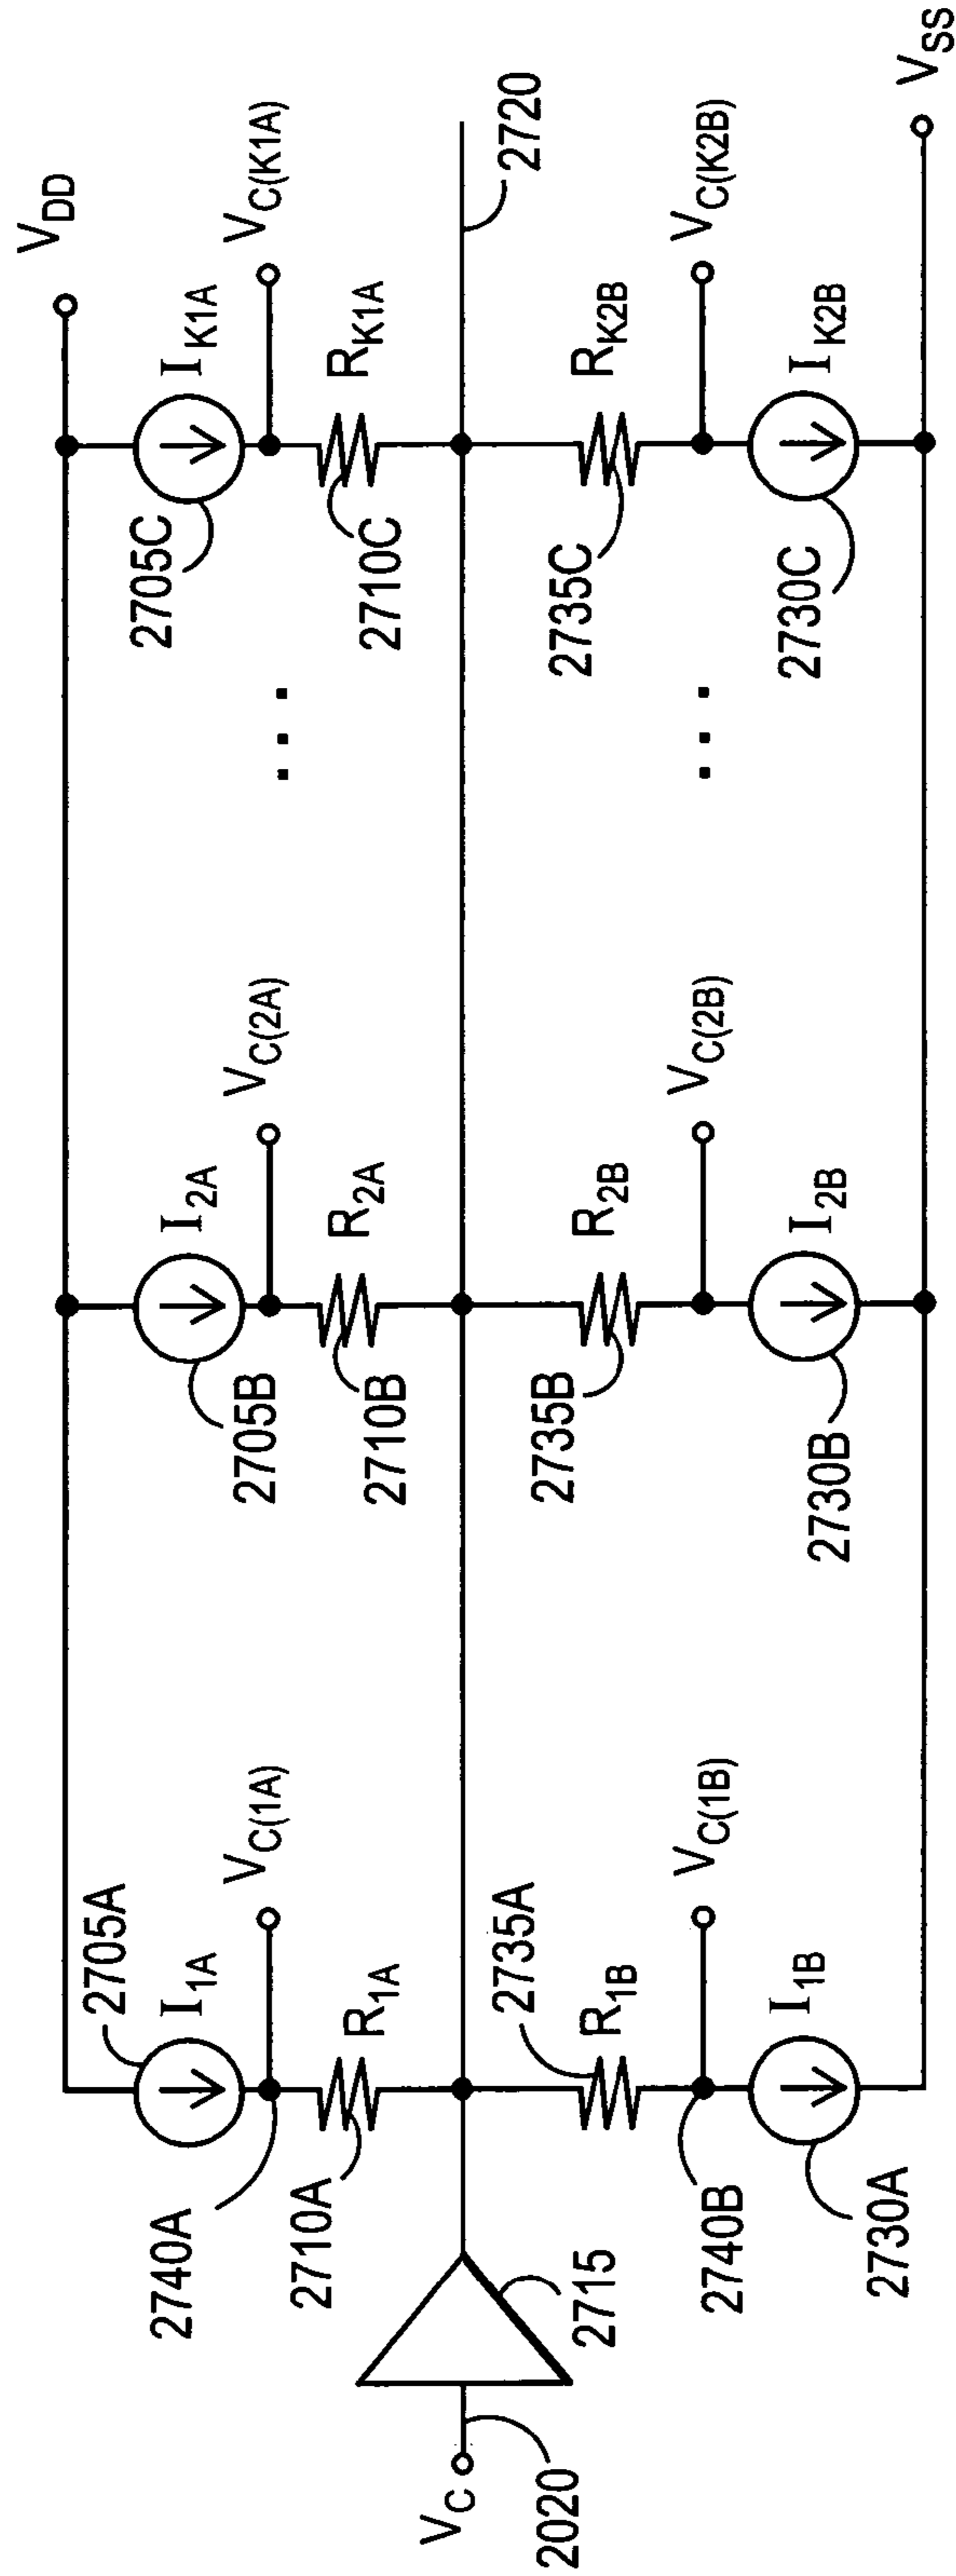 V_DD
V_SS
2705A
I_1A
V_C(1A)
2740A
2710A
R_1A
2705B
I_2A
V_C(2A)
2710B
R_2A
2705C
I_K1A
V_C(K1A)
2710C
R_K1A
. . .
V_C
2020
2715
2720
2735A
R_1B
V_C(1B)
2740B
I_1B
2730A
2735B
R_2B
V_C(2B)
I_2B
2730B
. . .
2735C
R_K2B
V_C(K2B)
I_K2B
2730C